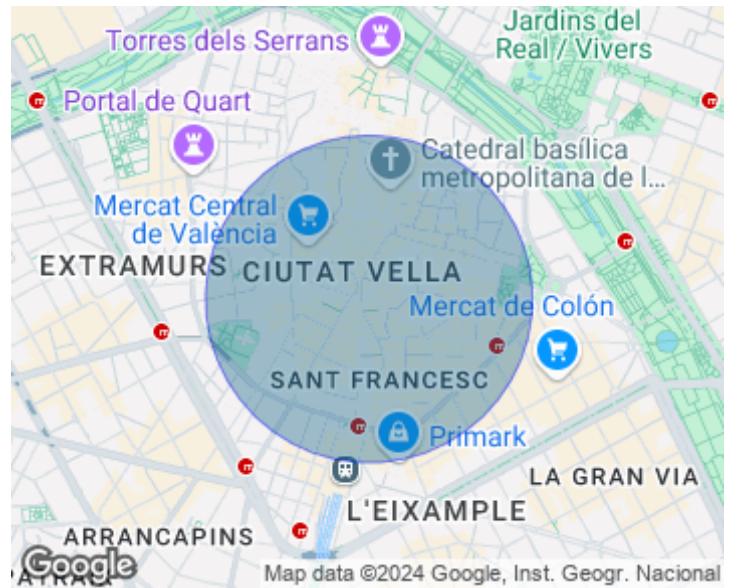 Jardins del
Real / Vivers
Torres dels Serrans
Portal de Quart
Catedral basílica
metropolitana de l...
Mercat Central
de València
EXTRAMURS
CIUTAT VELLA
Mercat de Colón
SANT FRANCESC
Primark
LA GRAN VIA
L'EIXAMPLE
ARRANCAPINS
Google
Map data ©2024 Google, Inst. Geogr. Nacional